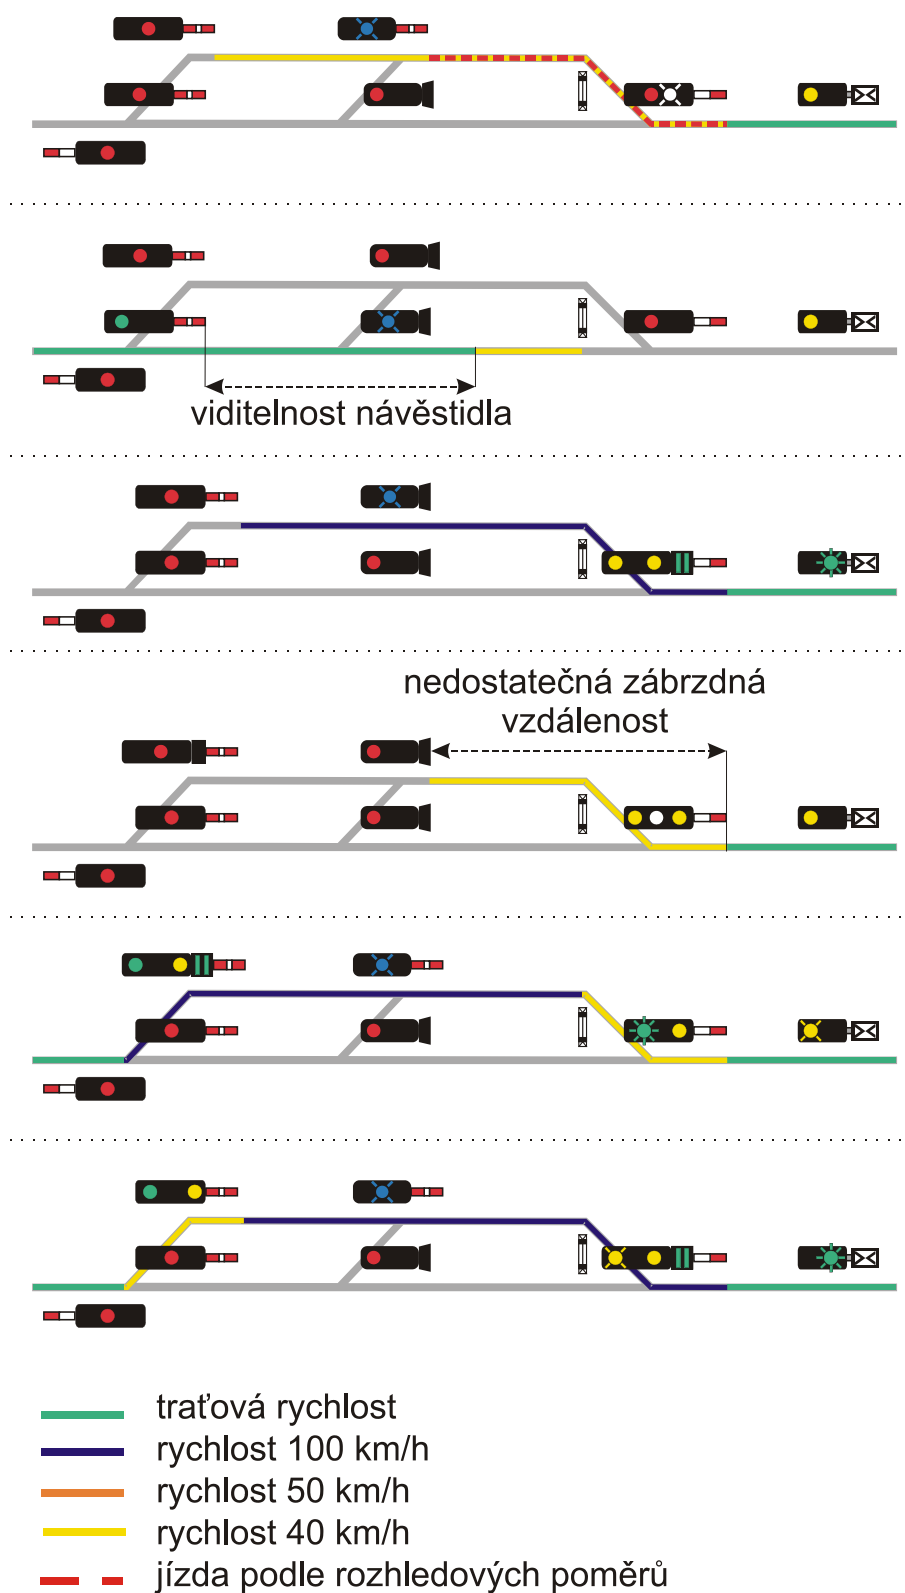 viditelnost návěstidla
nedostatečná zábrzdná
vzdálenost
traťová rychlost
rychlost 100 km/h
rychlost 50 km/h
rychlost 40 km/h
jízda podle rozhledových poměrů